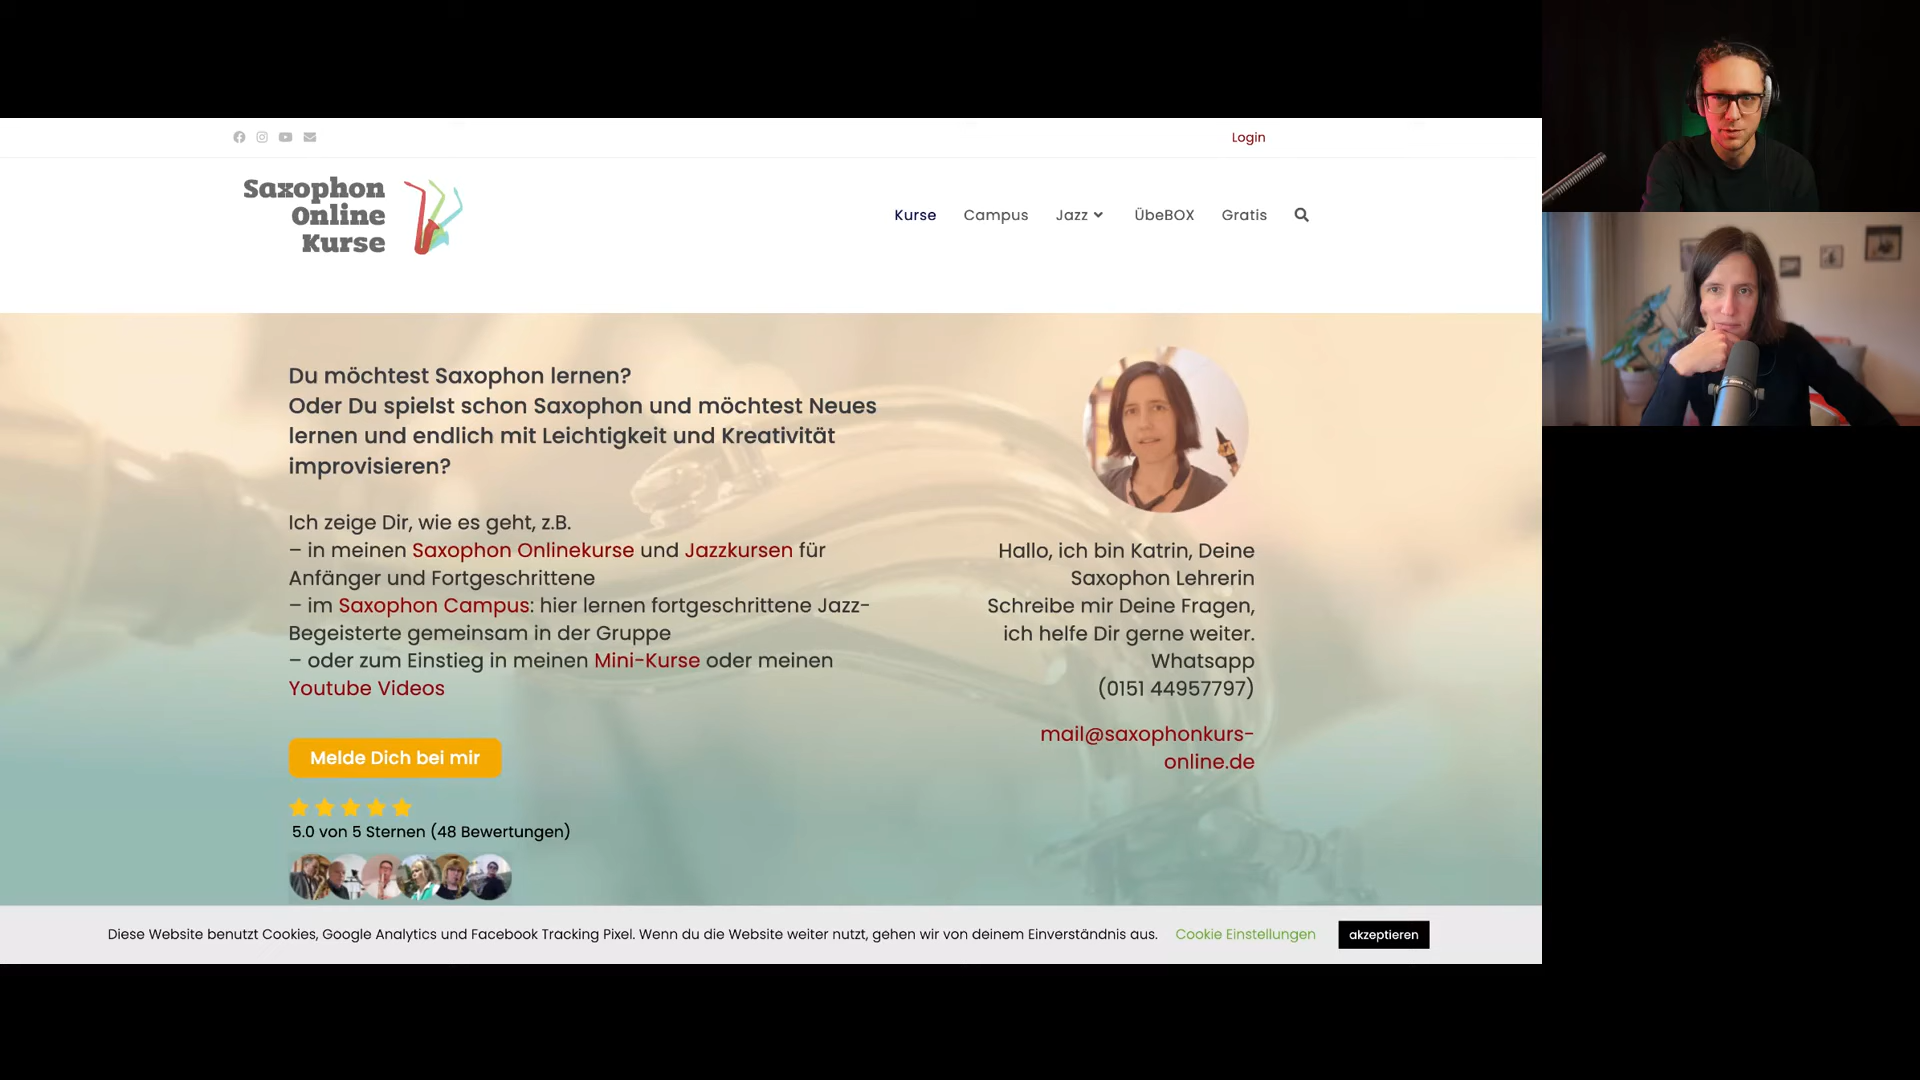 Login
Saxophon
Online
Kurse
Kurse
Campus
Jazz
ÜbeBOX
Gratis
Du möchtest Saxophon lernen?
Oder Du spielst schon Saxophon und möchtest Neues
lernen und endlich mit Leichtigkeit und Kreativität
improvisieren?
Ich zeige Dir, wie es geht, z.B.
– in meinen Saxophon Onlinekurse und Jazzkursen für
Anfänger und Fortgeschrittene
– im Saxophon Campus: hier lernen fortgeschrittene Jazz-
Begeisterte gemeinsam in der Gruppe
– oder zum Einstieg in meinen Mini-Kurse oder meinen
Youtube Videos
Melde Dich bei mir
5.0 von 5 Sternen (48 Bewertungen)
Hallo, ich bin Katrin, Deine
Saxophon Lehrerin
Schreibe mir Deine Fragen,
ich helfe Dir gerne weiter.
Whatsapp
(0151 44957797)
mail@saxophonkurs-
online.de
Diese Website benutzt Cookies, Google Analytics und Facebook Tracking Pixel. Wenn du die Website weiter nutzt, gehen wir von deinem Einverständnis aus.
Cookie Einstellungen
akzeptieren